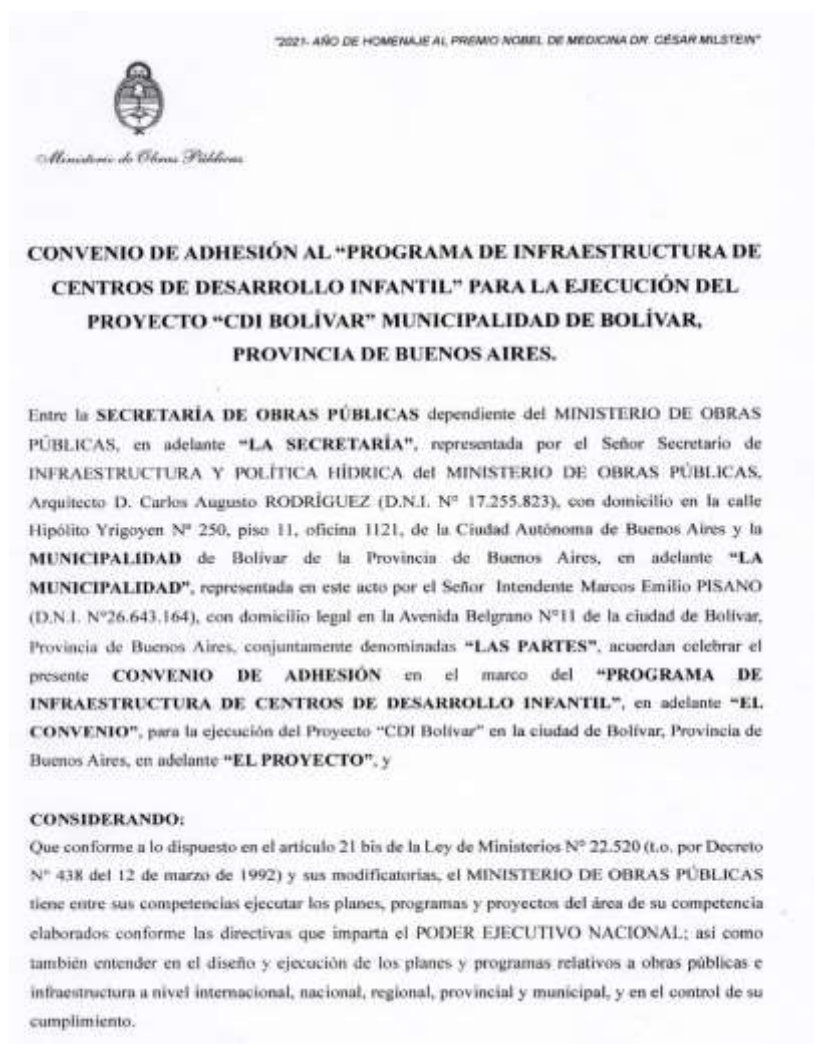 "2021- AÑO DE HOMENAJE AL PREMIO NOBEL DE MEDICINA DR. CÉSAR MILSTEIN"
Ministerio de Obras Públicas
CONVENIO DE ADHESIÓN AL “PROGRAMA DE INFRAESTRUCTURA DE
CENTROS DE DESARROLLO INFANTIL” PARA LA EJECUCIÓN DEL
PROYECTO “CDI BOLÍVAR” MUNICIPALIDAD DE BOLÍVAR,
PROVINCIA DE BUENOS AIRES.
Entre la SECRETARÍA DE OBRAS PÚBLICAS dependiente del MINISTERIO DE OBRAS
PÚBLICAS, en adelante “LA SECRETARÍA”, representada por el Señor Secretario de
INFRAESTRUCTURA Y POLÍTICA HÍDRICA del MINISTERIO DE OBRAS PÚBLICAS,
Arquitecto D. Carlos Augusto RODRÍGUEZ (D.N.I. Nº 17.255.823), con domicilio en la calle
Hipólito Yrigoyen Nº 250, piso 11, oficina 1121, de la Ciudad Autónoma de Buenos Aires y la
MUNICIPALIDAD de Bolívar de la Provincia de Buenos Aires, en adelante “LA
MUNICIPALIDAD”, representada en este acto por el Señor Intendente Marcos Emilio PISANO
(D.N.I. N°26.643.164), con domicilio legal en la Avenida Belgrano N°11 de la ciudad de Bolívar,
Provincia de Buenos Aires, conjuntamente denominadas “LAS PARTES”, acuerdan celebrar el
presente CONVENIO DE ADHESIÓN en el marco del “PROGRAMA DE
INFRAESTRUCTURA DE CENTROS DE DESARROLLO INFANTIL”, en adelante “EL
CONVENIO”, para la ejecución del Proyecto “CDI Bolívar” en la ciudad de Bolívar, Provincia de
Buenos Aires, en adelante “EL PROYECTO”, y
CONSIDERANDO:
Que conforme a lo dispuesto en el artículo 21 bis de la Ley de Ministerios Nº 22.520 (t.o. por Decreto
N° 438 del 12 de marzo de 1992) y sus modificatorias, el MINISTERIO DE OBRAS PÚBLICAS
tiene entre sus competencias ejecutar los planes, programas y proyectos del área de su competencia
elaborados conforme las directivas que imparta el PODER EJECUTIVO NACIONAL; así como
también entender en el diseño y ejecución de los planes y programas relativos a obras públicas e
infraestructura a nivel internacional, nacional, regional, provincial y municipal, y en el control de su
cumplimiento.